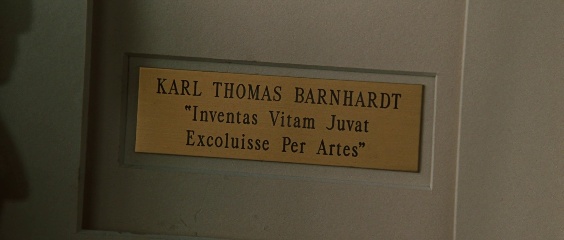 KARL THOMAS BARNHARDT
"Inventas Vitam Juvat
Excoluisse Per Artes"